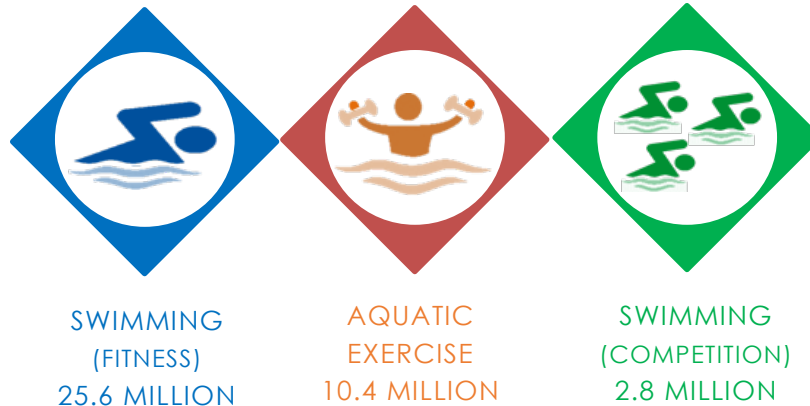 SWIMMING
(FITNESS)
25.6 MILLION
AQUATIC
EXERCISE
10.4 MILLION
SWIMMING
(COMPETITION)
2.8 MILLION